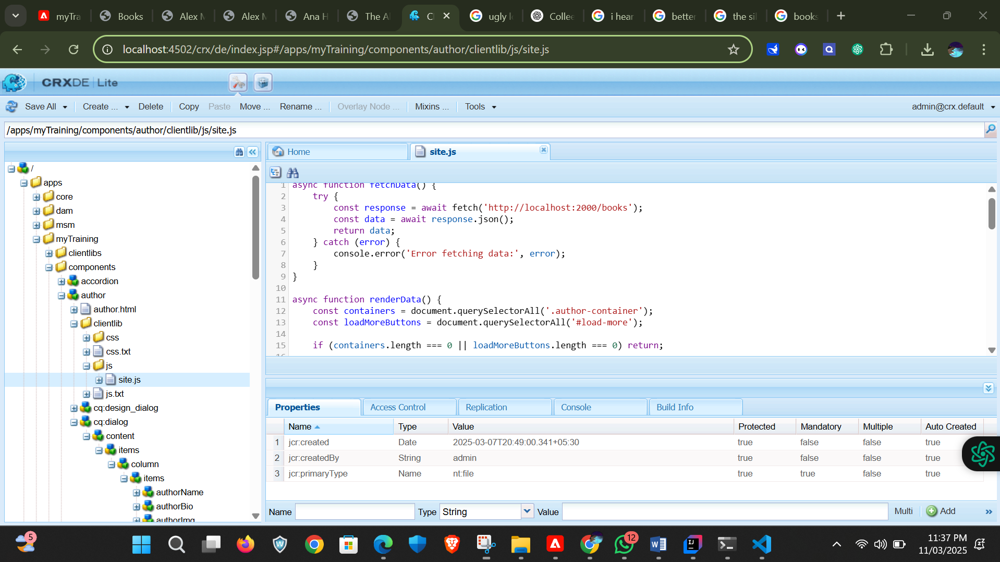 myTra
Books
Alex M
Alex M
Ana H
The Al
ugly
Collee
i hear
better
the sil
books
localhost:4502/crx/de/index.jsp#/apps/myTraining/components/author/clientlib/js/site.js
CRXDE | Lite
Save All
Create ...
Delete
Copy
Paste
Move ...
Rename ...
Overlay Node ...
Mixins ...
Tools
admin@crx.default
/apps/myTraining/components/author/clientlib/js/site.js
/
apps
core
dam
msm
myTraining
clientlibs
components
accordion
author
author.html
clientlib
css
css.txt
js
site.js
js.txt
cq:design_dialog
cq:dialog
content
items
column
items
authorName
authorBio
authorImg
Home
site.js
1 async function fetchData() {
2 try {
3 const response = await fetch('http://localhost:2000/books');
4 const data = await response.json();
5 return data;
6 } catch (error) {
7 console.error('Error fetching data:', error);
8 }
9 }
10
11 async function renderData() {
12 const containers = document.querySelectorAll('.author-container');
13 const loadMoreButtons = document.querySelectorAll('#load-more');
14
15 if (containers.length === 0 || loadMoreButtons.length === 0) return;
16
Properties
Access Control
Replication
Console
Build Info
Name Type Value Protected Mandatory Multiple Auto Created
1 jcr:created Date 2025-03-07T20:49:00.341+05:30 true false false true
2 jcr:createdBy String admin true false false true
3 jcr:primaryType Name nt:file true true false true
Name Type String Value Multi Add
5
12
11:37 PM
11/03/2025